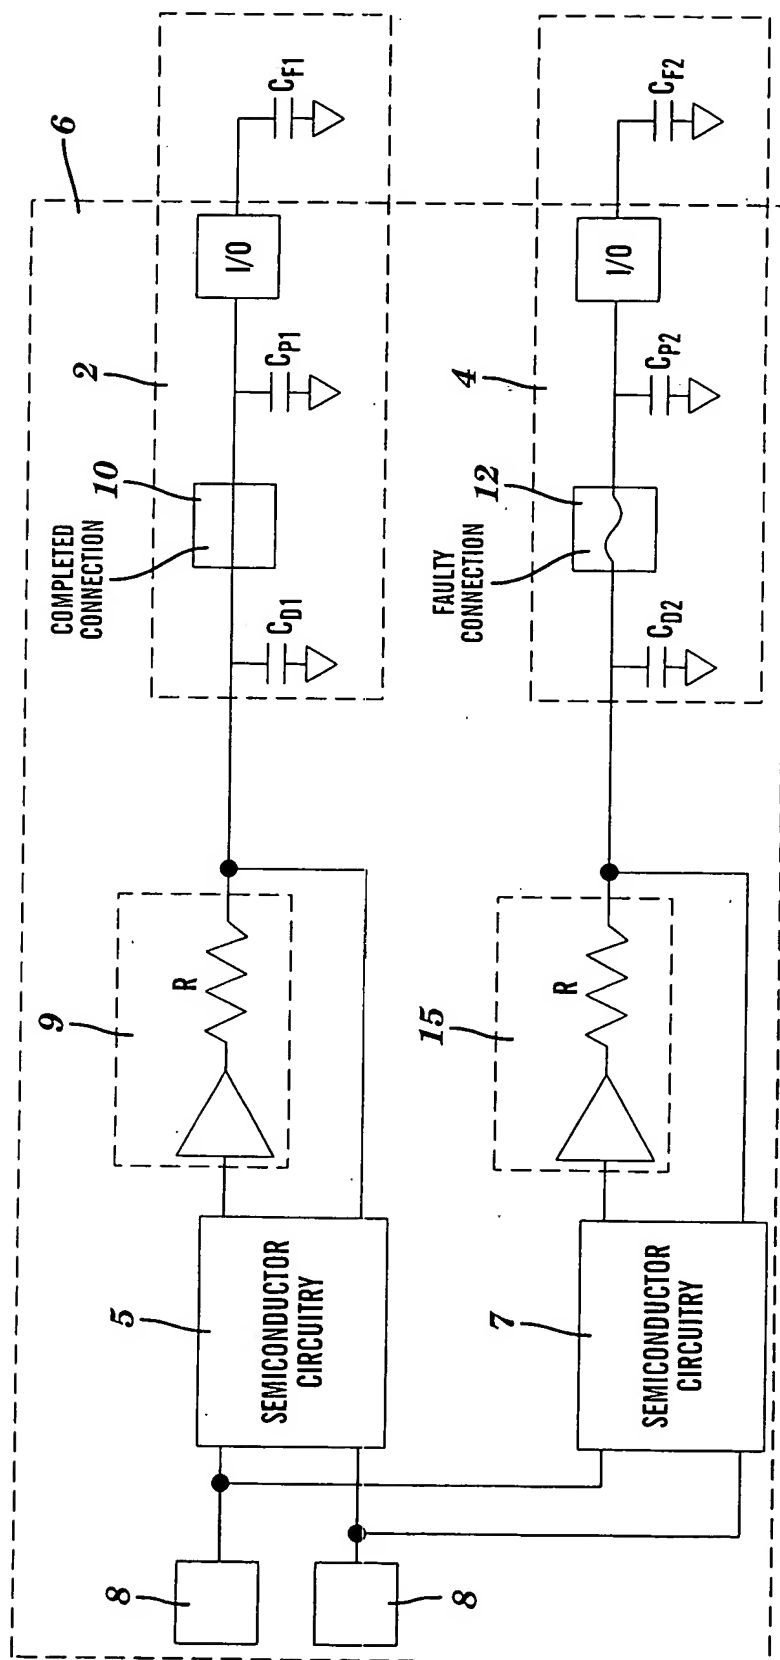 6
2
10
COMPLETED
CONNECTION
C_D1
C_P1
I/O
C_F1
9
R
5
SEMICONDUCTOR
CIRCUITRY
8
8
4
12
FAULTY
CONNECTION
C_D2
C_P2
I/O
C_F2
15
R
7
SEMICONDUCTOR
CIRCUITRY